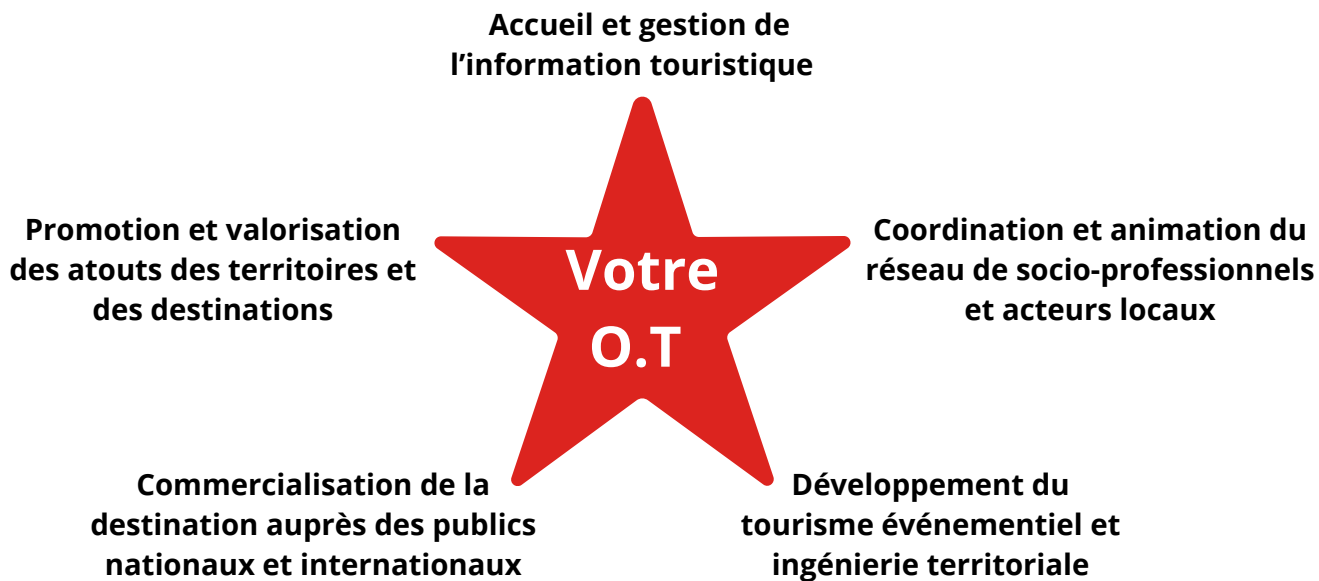 Accueil et gestion de
l’information touristique
Promotion et valorisation
des atouts des territoires et
des destinations
Votre
O.T
Coordination et animation du
réseau de socio-professionnels
et acteurs locaux
Commercialisation de la
destination auprès des publics
nationaux et internationaux
Développement du
tourisme événementiel et
ingénierie territoriale